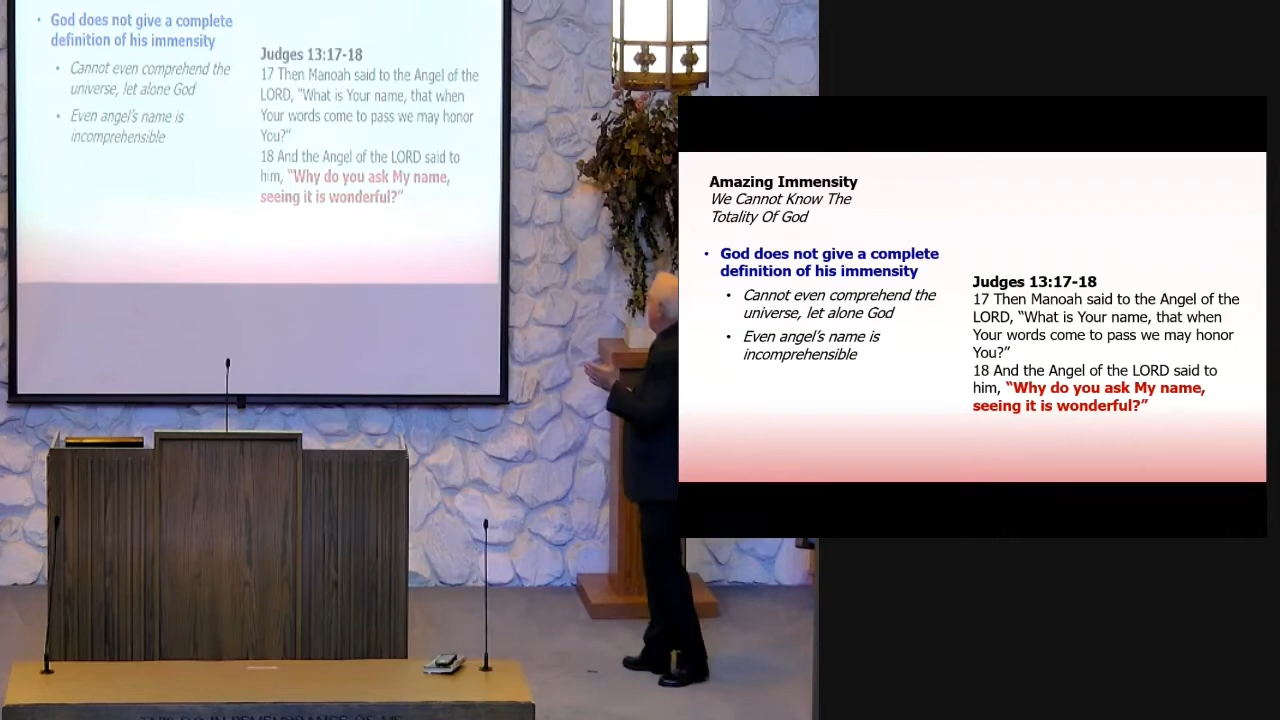 God does not give a complete
definition of his immensity
Cannot even comprehend the
universe, let alone God
Even angel's name is
incomprehensible
Judges 13:17-18
17 Then Manoah said to the Angel of the
LORD, "What is Your name, that when
Your words come to pass we may honor
You?"
18 And the Angel of the LORD said to
him, "Why do you ask My name,
seeing it is wonderful?"
Amazing Immensity
We Cannot Know The
Totality Of God
God does not give a complete
definition of his immensity
Cannot even comprehend the
universe, let alone God
Even angel's name is
incomprehensible
Judges 13:17-18
17 Then Manoah said to the Angel of the
LORD, "What is Your name, that when
Your words come to pass we may honor
You?"
18 And the Angel of the LORD said to
him, "Why do you ask My name,
seeing it is wonderful?"
THIS DO IN REMEMBRANCE OF ME